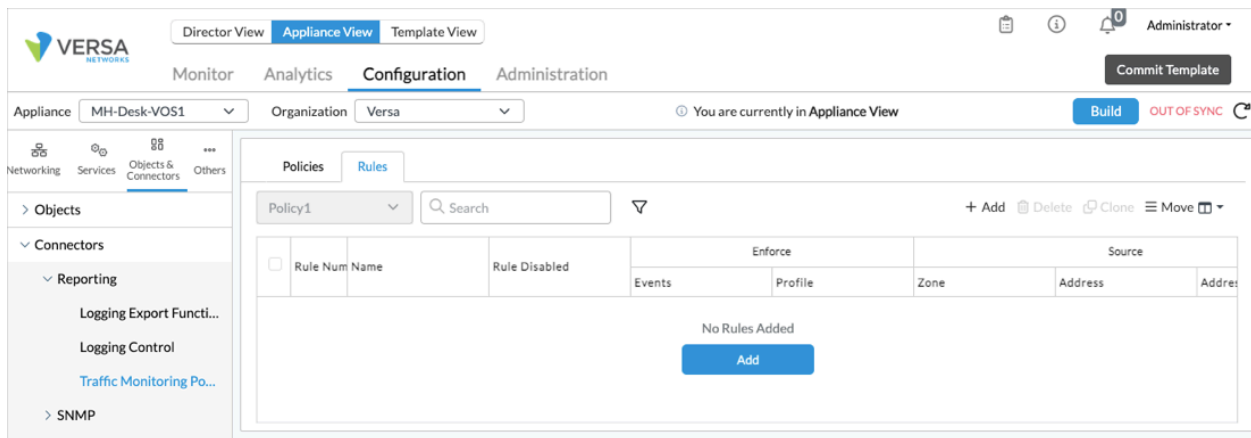 VERSA
NETWORKS
Director View Appliance View Template View
0
Administrator
Monitor Analytics Configuration Administration
Commit Template
Appliance MH-Desk-VOS1 Organization Versa You are currently in Appliance View Build OUT OF SYNC
Networking Services Objects & Connectors Others
Policies Rules
Policy1 Search + Add Delete Clone Move
> Objects
Connectors
Reporting
Logging Export Functi...
Logging Control
Traffic Monitoring Po...
> SNMP
Enforce Source
Rule Num Name Rule Disabled
Events Profile Zone Address Addres
No Rules Added
Add